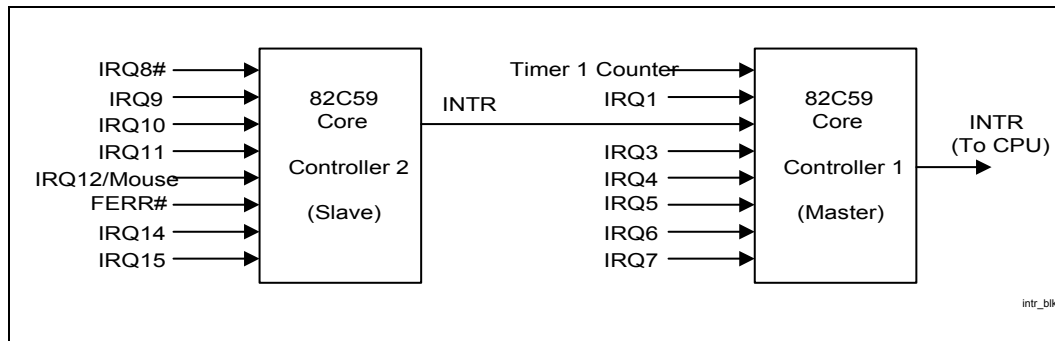 IRQ8#
IRQ9
IRQ10
IRQ11
IRQ12/Mouse
FERR#
IRQ14
IRQ15
82C59
Core
Controller 2
(Slave)
INTR
Timer 1 Counter
IRQ1
IRQ3
IRQ4
IRQ5
IRQ6
IRQ7
82C59
Core
Controller 1
(Master)
INTR
(To CPU)
intr_blk